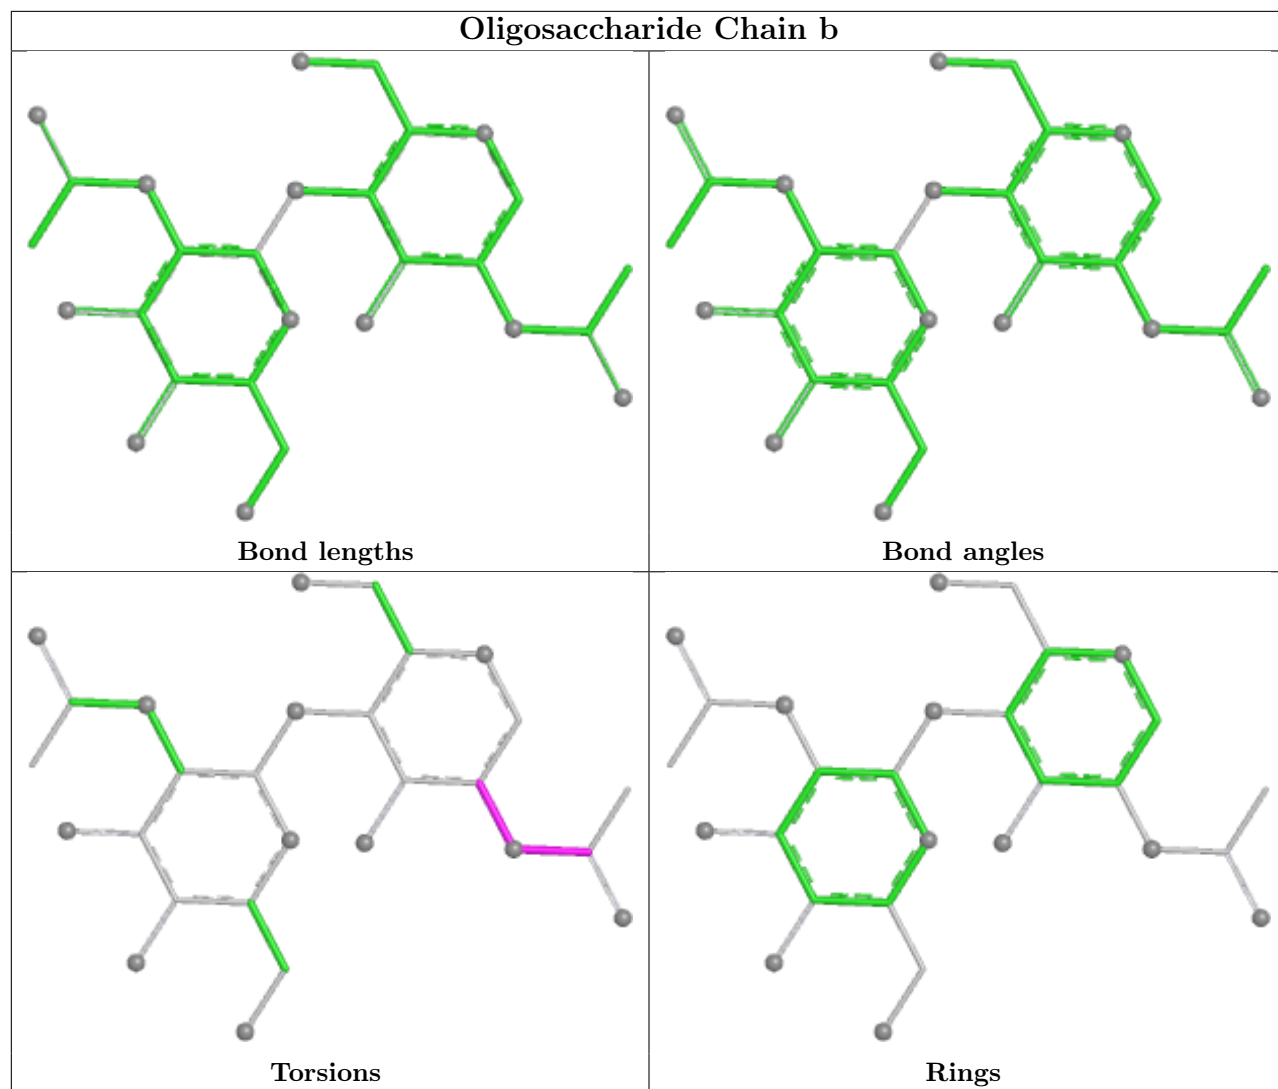 Oligosaccharide Chain b
Bond lengths
Bond angles
Torsions
Rings